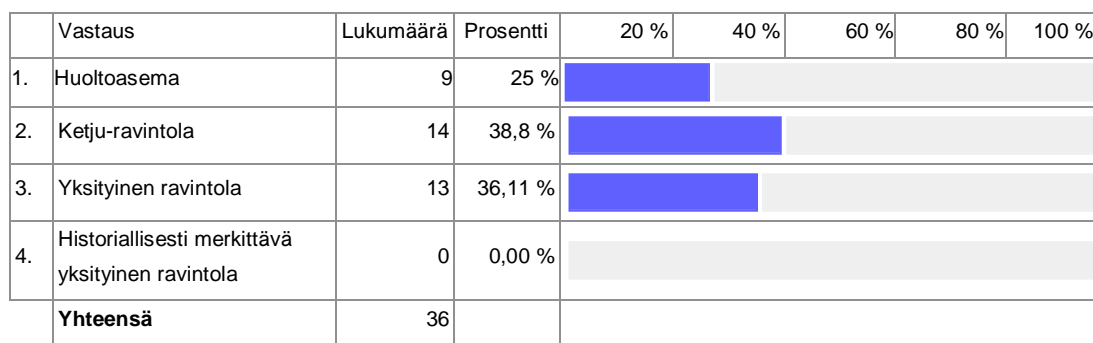 Vastaus Lukumäärä Prosentti 20 % 40 % 60 % 80 % 100 %
1. Huoltoasema 9 25 %
2. Ketju-ravintola 14 38,8 %
3. Yksityinen ravintola 13 36,11 %
4. Historiallisesti merkittävä
yksityinen ravintola 0 0,00 %
Yhteensä 36